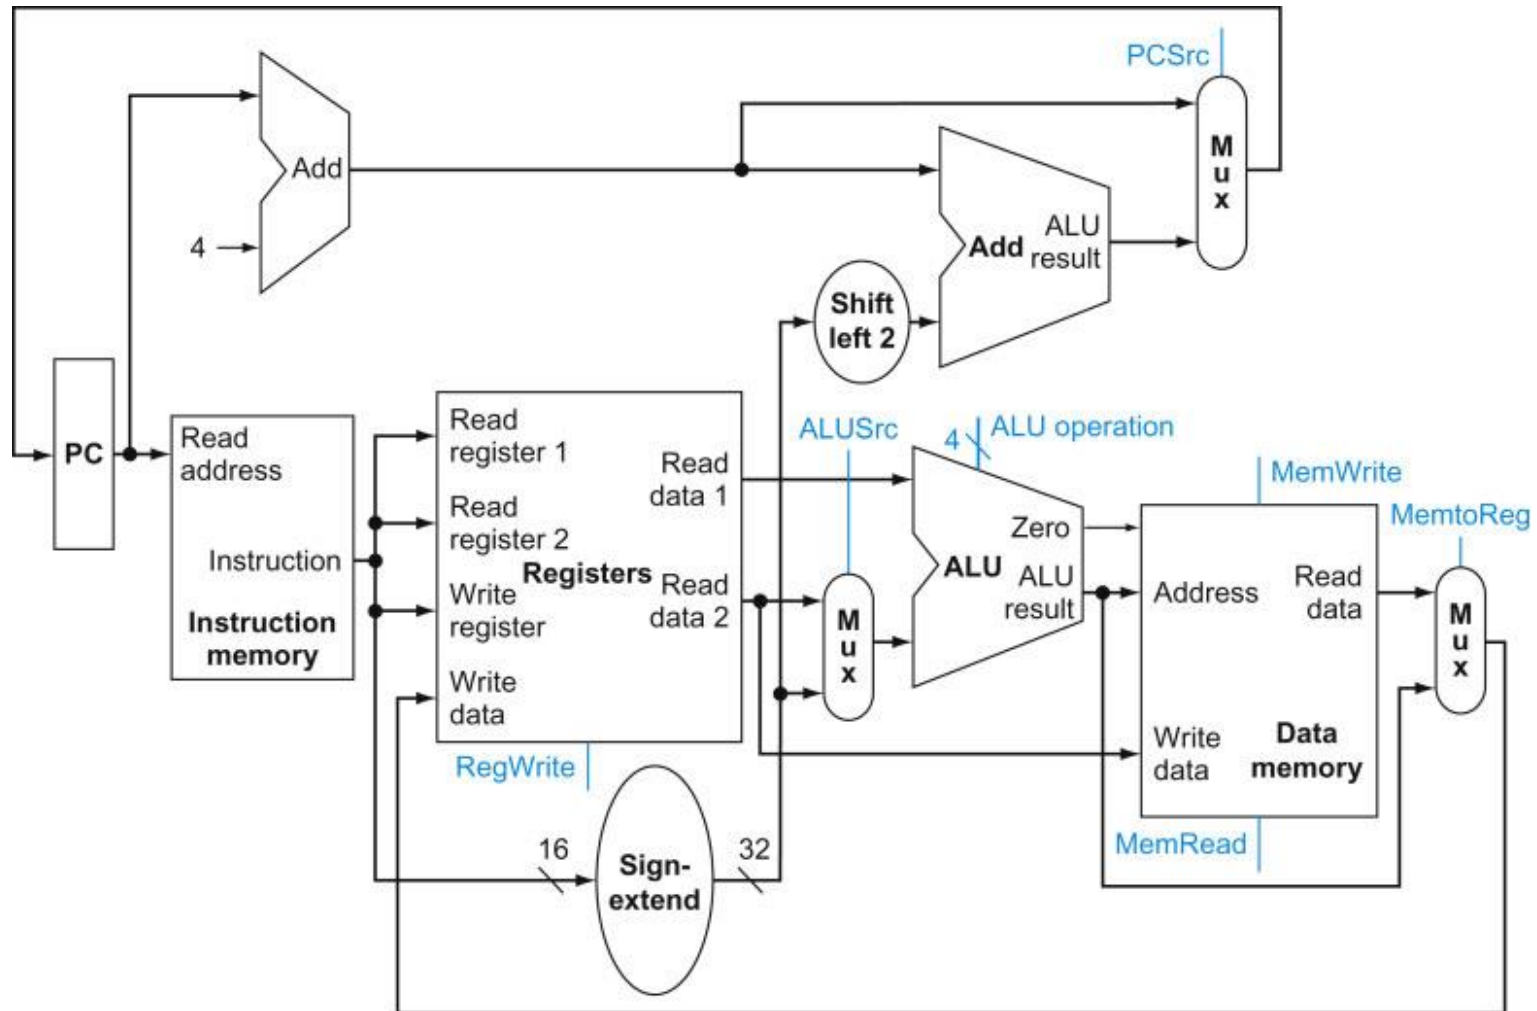 PCSrc
M
u
x
Add
4
Add
ALU
result
Shift
left 2
PC
Read
address
Instruction
Instruction
memory
Read
register 1
Read
register 2
Write
register
Write
data
Registers
Read
data 1
Read
data 2
RegWrite
16
Sign-
extend
32
ALUSrc
M
u
x
4
ALU operation
Zero
ALU
ALU
result
MemWrite
Address
Read
data
Write
data
Data
memory
MemRead
MemtoReg
M
u
x